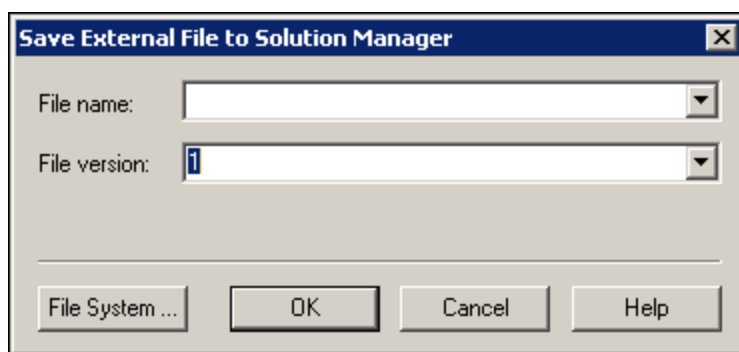 Save External File to Solution Manager
File name:
File version: 1
File System ... OK Cancel Help